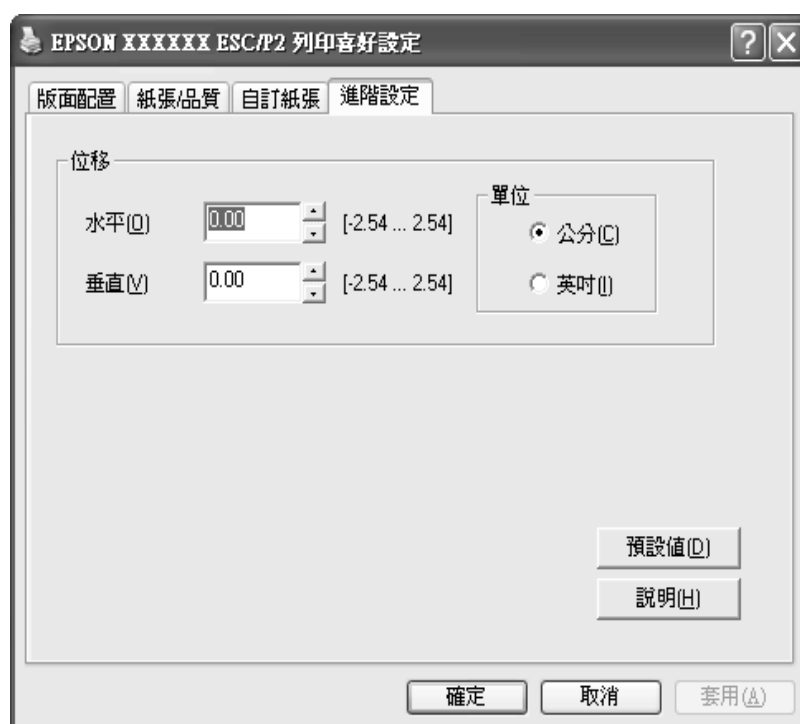 EPSON XXXXXX ESC/P2 列印喜好設定
版面配置 紙張/品質 自訂紙張 進階設定
位移
水平(O) 0.00 [-2.54 ... 2.54]
垂直(V) 0.00 [-2.54 ... 2.54]
單位
公分(C)
英吋(I)
預設值(D)
說明(H)
確定 取消 套用(A)